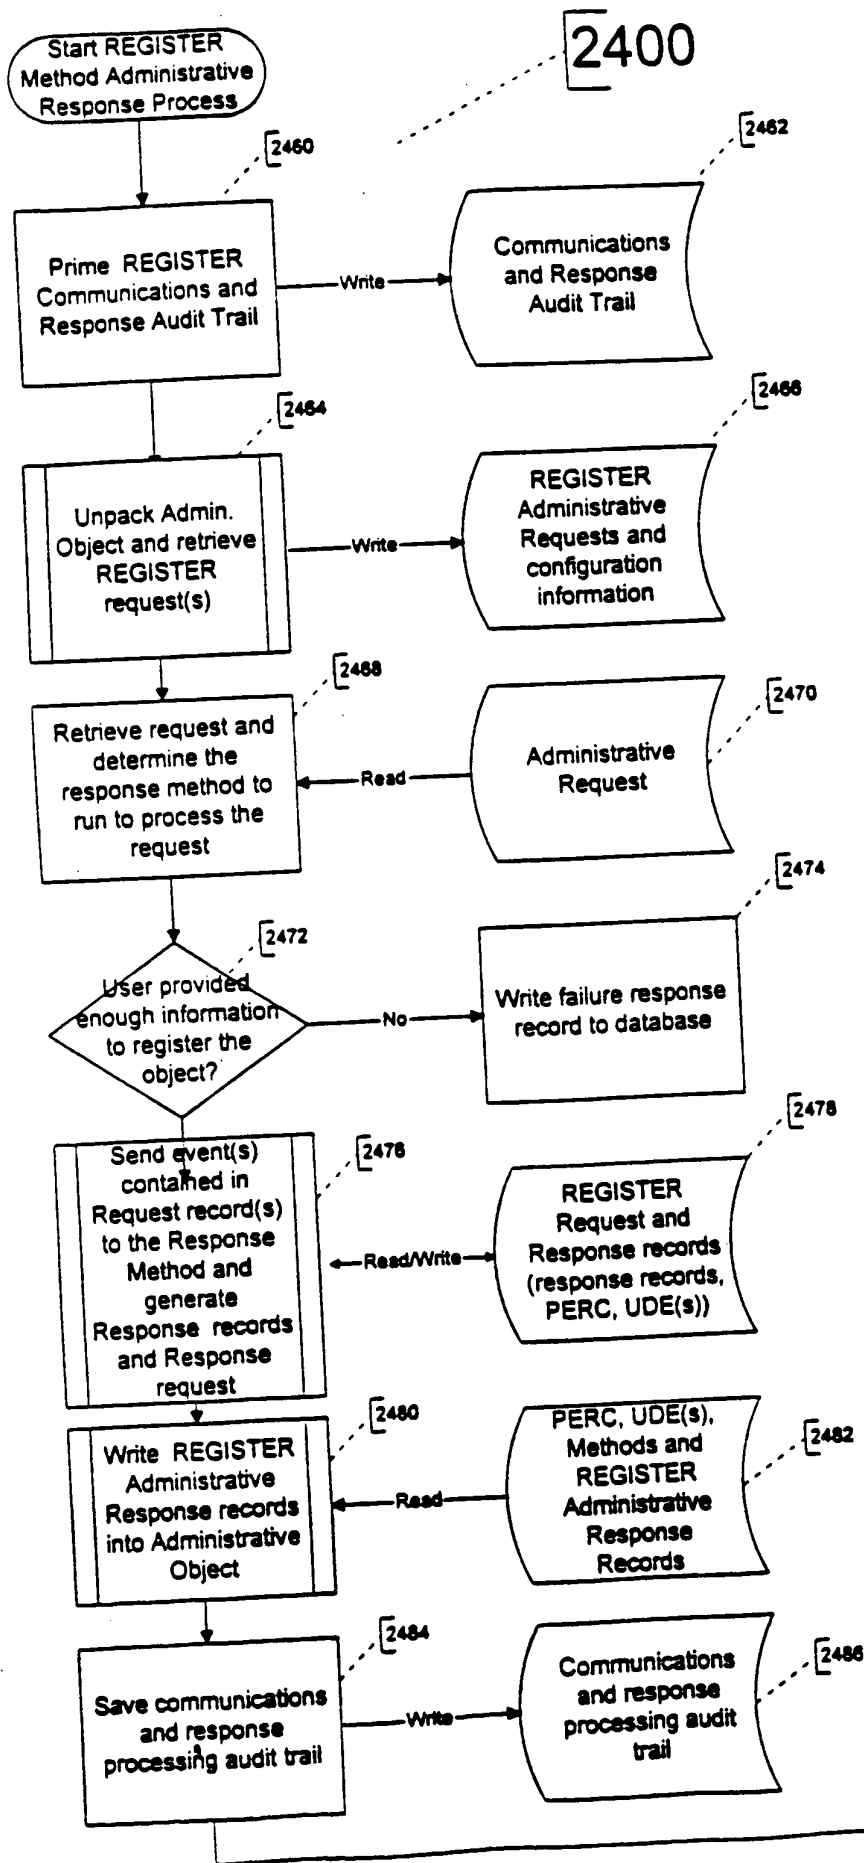 2400
Start REGISTER
Method Administrative
Response Process
2460
Prime REGISTER
Communications and
Response Audit Trail
Write
2462
Communications
and Response
Audit Trail
2464
Unpack Admin.
Object and retrieve
REGISTER
request(s)
Write
2466
REGISTER
Administrative
Requests and
configuration
information
2468
Retrieve request and
determine the
response method to
run to process the
request
Read
2470
Administrative
Request
2472
User provided
enough information
to register the
object?
No
2474
Write failure response
record to database
2476
Send event(s)
contained in
Request record(s)
to the Response
Method and
generate
Response records
and Response
request
Read/Write
2478
REGISTER
Request and
Response records
(response records,
PERC, UDE(s))
2480
Write REGISTER
Administrative
Response records
into Administrative
Object
Read
2482
PERC, UDE(s),
Methods and
REGISTER
Administrative
Response
Records
2484
Save communications
and response
processing audit trail
Write
2486
Communications
and response
processing audit
trail